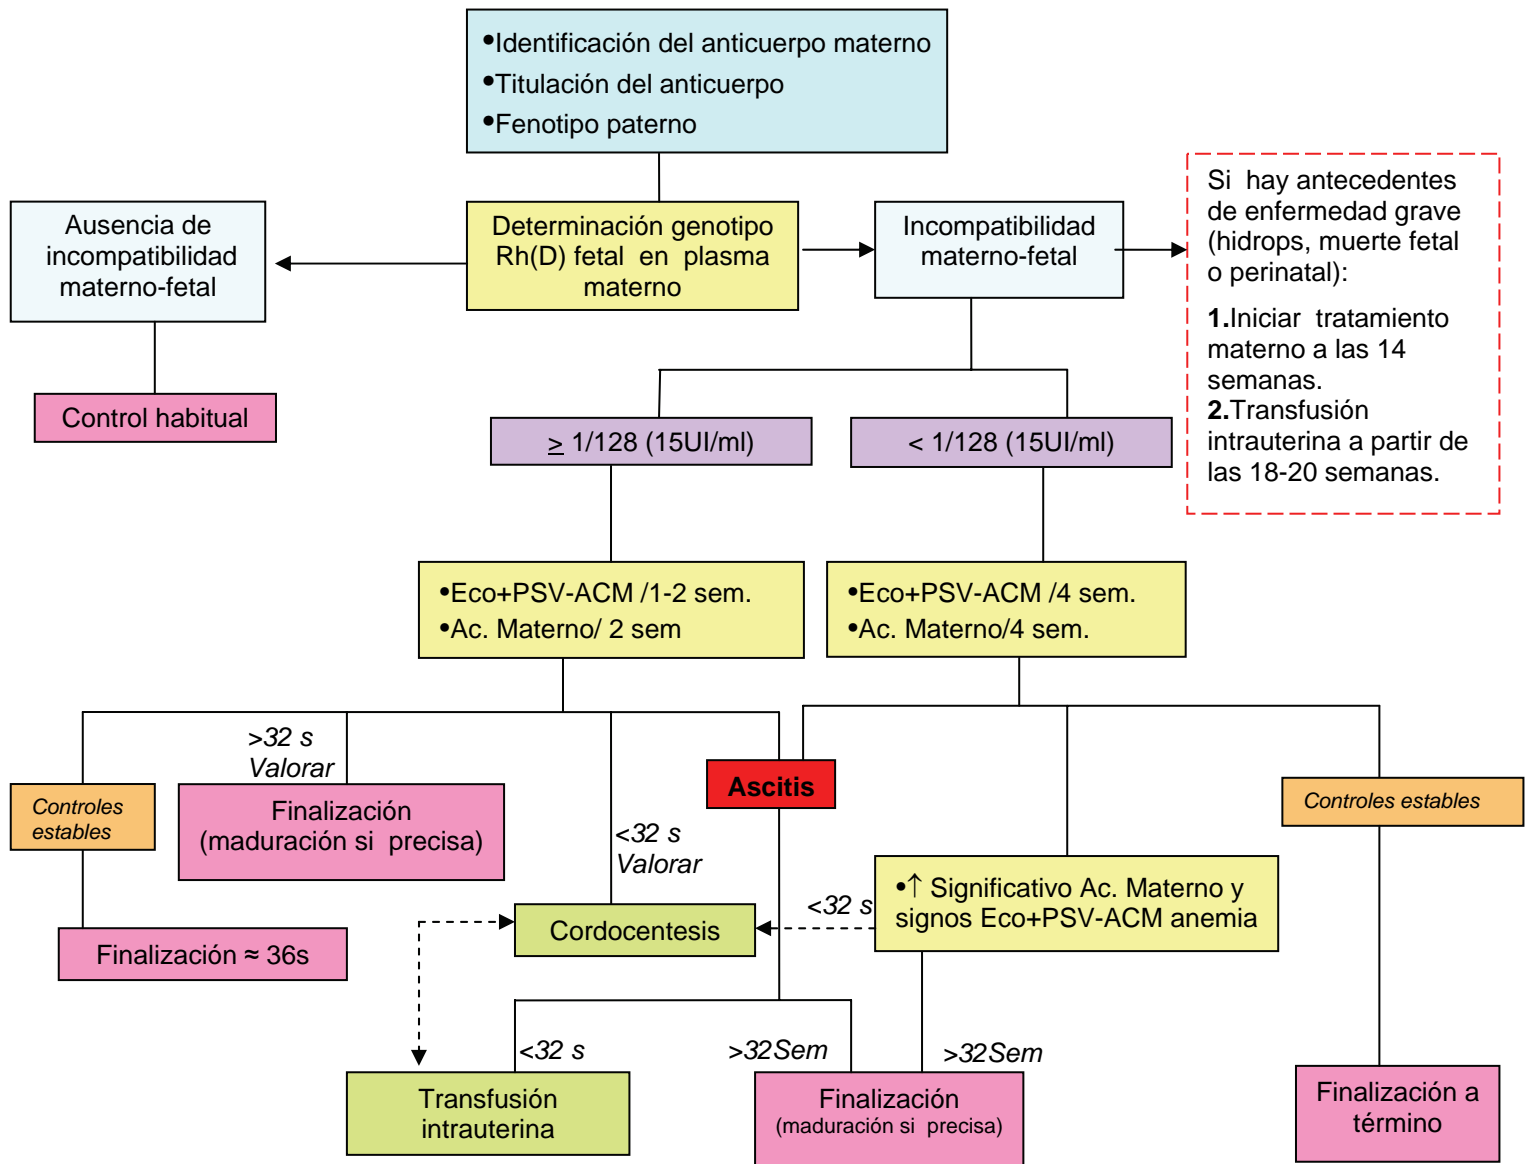 •Identificación del anticuerpo materno
•Titulación del anticuerpo
•Fenotipo paterno
Ausencia de
incompatibilidad
materno-fetal
Determinación genotipo
Rh(D) fetal en plasma
materno
Incompatibilidad
materno-fetal
Si hay antecedentes
de enfermedad grave
(hidrops, muerte fetal
o perinatal):
1.Iniciar tratamiento
materno a las 14
semanas.
2.Transfusión
intrauterina a partir de
las 18-20 semanas.
Control habitual
≥ 1/128 (15UI/ml)
< 1/128 (15UI/ml)
•Eco+PSV-ACM /1-2 sem.
•Ac. Materno/ 2 sem
•Eco+PSV-ACM /4 sem.
•Ac. Materno/4 sem.
>32 s
Valorar
Controles
estables
Finalización
(maduración si precisa)
<32 s
Valorar
Ascitis
Controles estables
•↑ Significativo Ac. Materno y
signos Eco+PSV-ACM anemia
<32 s
Cordocentesis
Finalización ≈ 36s
<32 s
>32Sem
>32Sem
Transfusión
intrauterina
Finalización
(maduración si precisa)
Finalización a
término